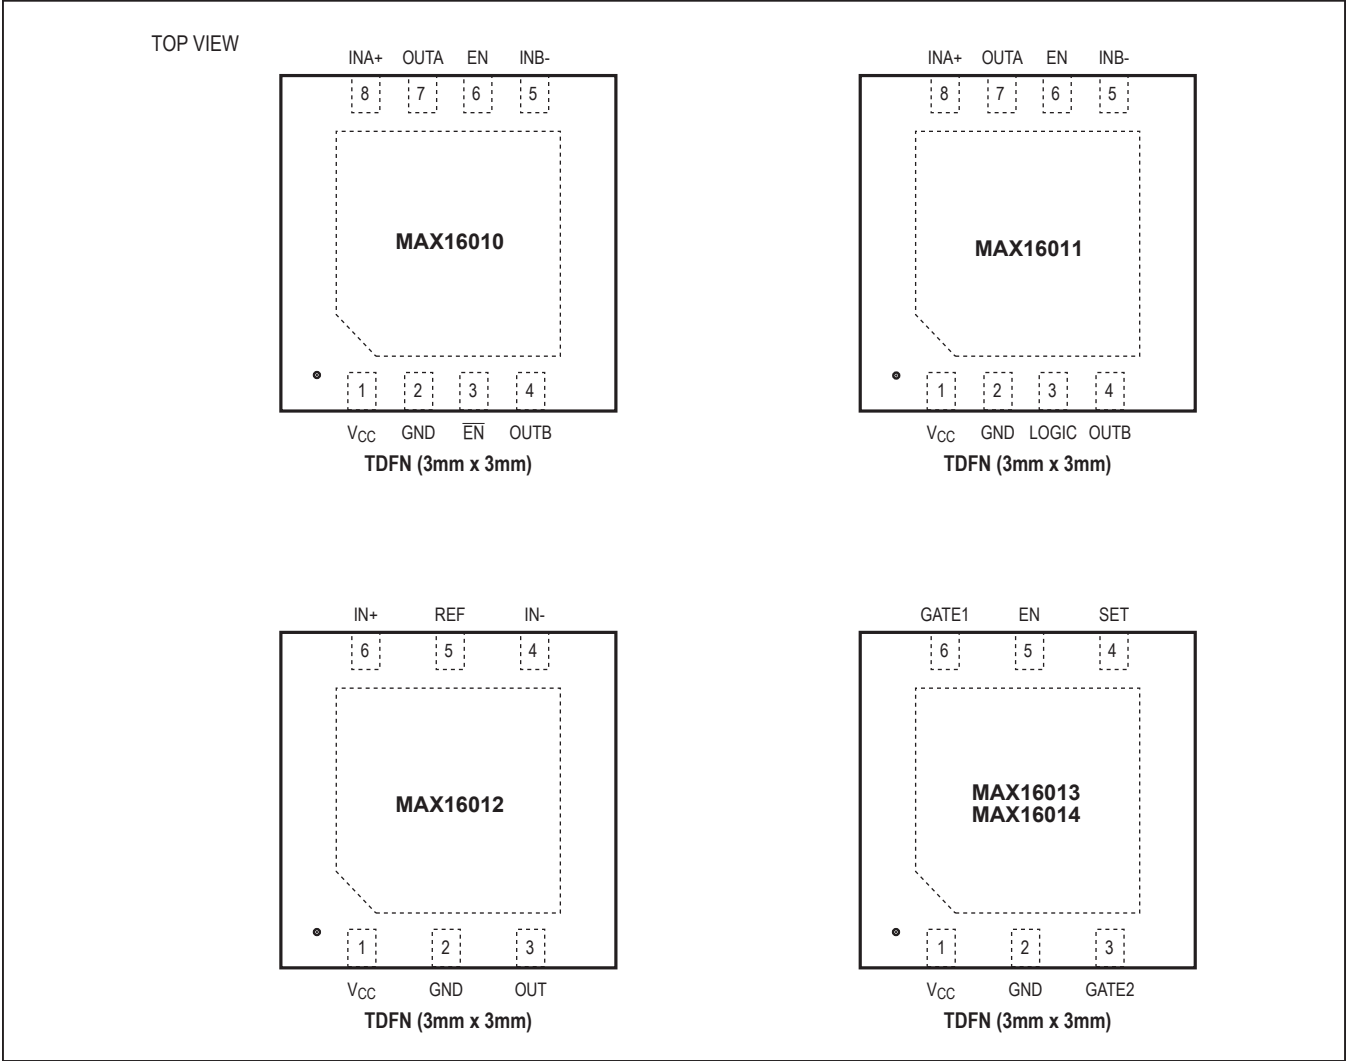 TOP VIEW
INA+ OUTA EN INB-
8 7 6 5
MAX16010
1 2 3 4
VCC GND E̅N̅ OUTB
TDFN (3mm x 3mm)
INA+ OUTA EN INB-
8 7 6 5
MAX16011
1 2 3 4
VCC GND LOGIC OUTB
TDFN (3mm x 3mm)
IN+ REF IN-
6 5 4
MAX16012
1 2 3
VCC GND OUT
TDFN (3mm x 3mm)
GATE1 EN SET
6 5 4
MAX16013
MAX16014
1 2 3
VCC GND GATE2
TDFN (3mm x 3mm)